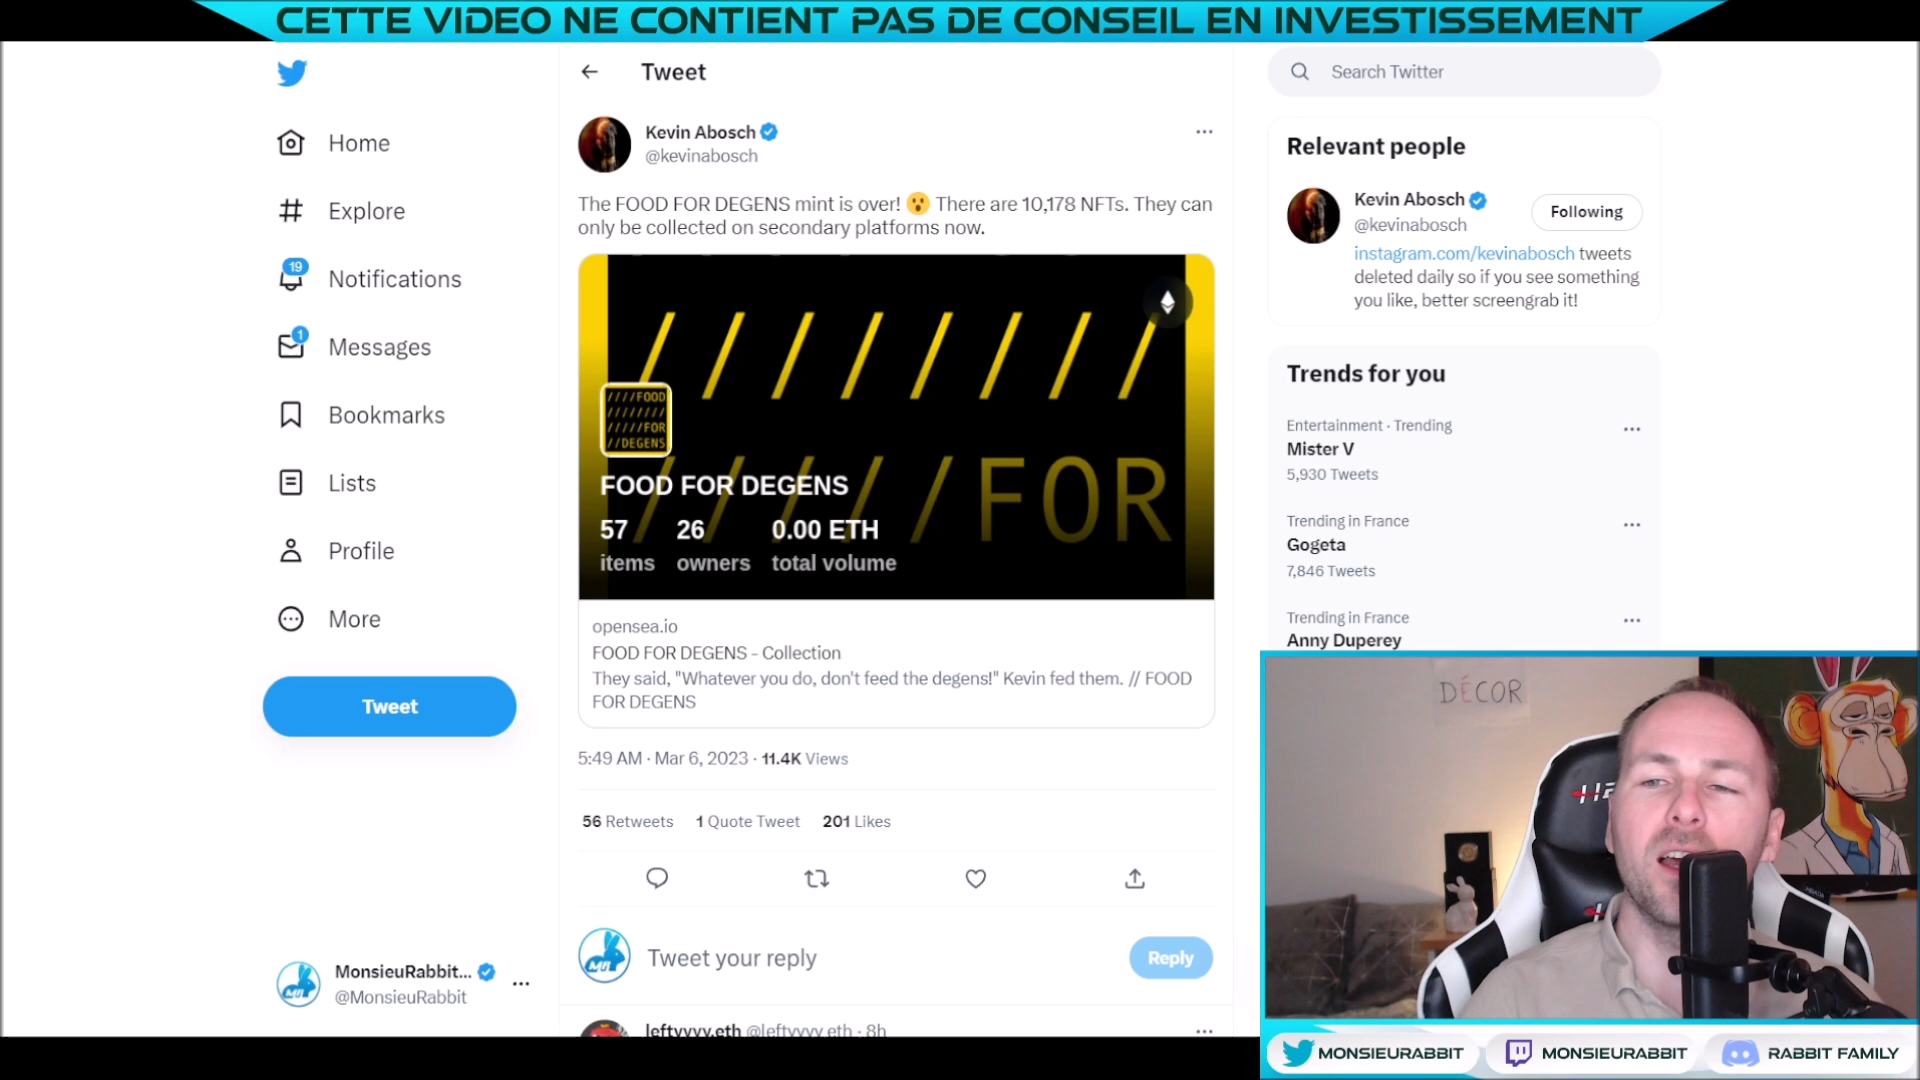 CETTE VIDEO NE CONTIENT PAS DE CONSEIL EN INVESTISSEMENT
Home
Explore
19
Notifications
1
Messages
Bookmarks
Lists
Profile
More
Tweet
MonsieuRabbit...
@MonsieuRabbit
...
Tweet
Kevin Abosch
@kevinabosch
The FOOD FOR DEGENS mint is over! 😮 There are 10,178 NFTs. They can
only be collected on secondary platforms now.
////////
/////FOR
////FOOD
////////
/////FOR
//DEGENS
FOOD FOR DEGENS
57 26 0.00 ETH
items owners total volume
opensea.io
FOOD FOR DEGENS - Collection
They said, "Whatever you do, don't feed the degens!" Kevin fed them. // FOOD
FOR DEGENS
5:49 AM · Mar 6, 2023 · 11.4K Views
56 Retweets 1 Quote Tweet 201 Likes
Tweet your reply
Reply
leftyyyy.eth @leftyyyy_eth · 8h
Search Twitter
Relevant people
Kevin Abosch
@kevinabosch
Following
instagram.com/kevinabosch tweets
deleted daily so if you see something
you like, better screengrab it!
Trends for you
Entertainment · Trending
Mister V
5,930 Tweets
Trending in France
Gogeta
7,846 Tweets
Trending in France
Anny Duperey
DÉCOR
MONSIEURABBIT
MONSIEURABBIT
RABBIT FAMILY